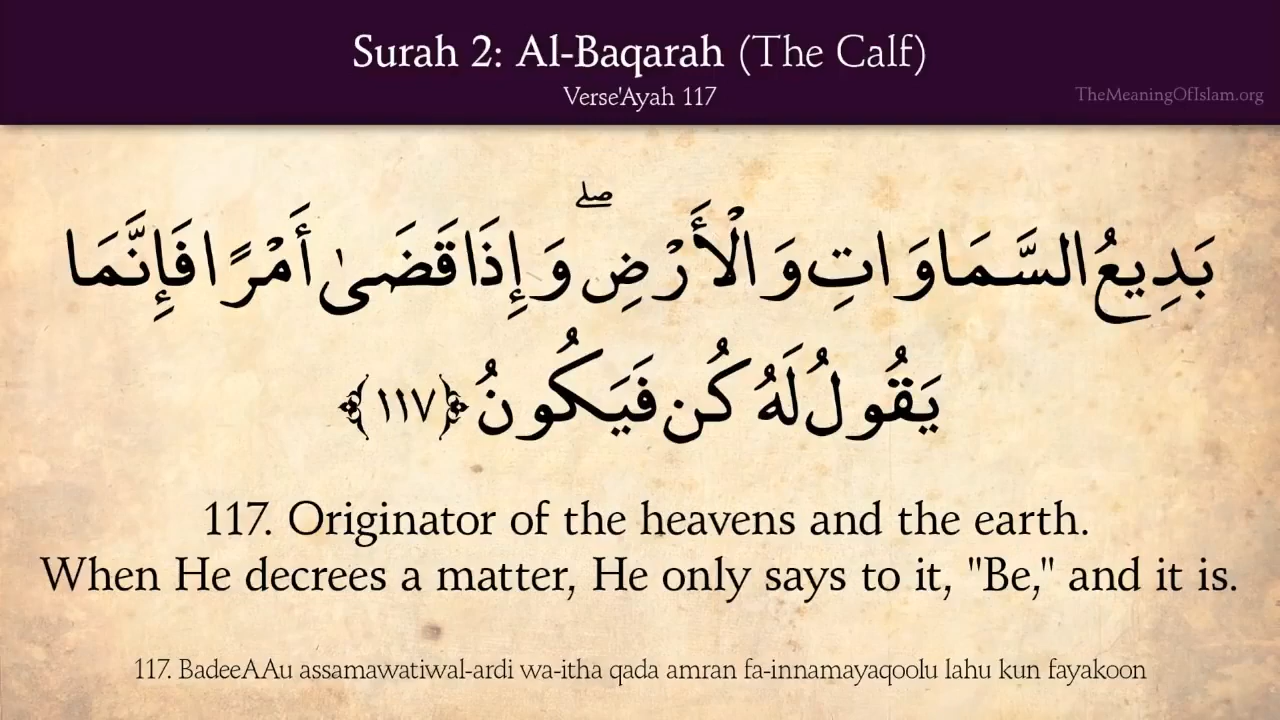 Surah 2: Al-Baqarah (The Calf)
Verse'Ayah 117
TheMeaningOfIslam.org
بَدِيعُ السَّمَاوَاتِ وَالْأَرْضِ ۖ وَإِذَا قَضَىٰ أَمْرًا فَإِنَّمَا
يَقُولُ لَهُ كُن فَيَكُونُ ﴿١١٧﴾
117. Originator of the heavens and the earth.
When He decrees a matter, He only says to it, "Be," and it is.
117. BadeeAAu assamawatiwal-ardi wa-itha qada amran fa-innamayaqoolu lahu kun fayakoon